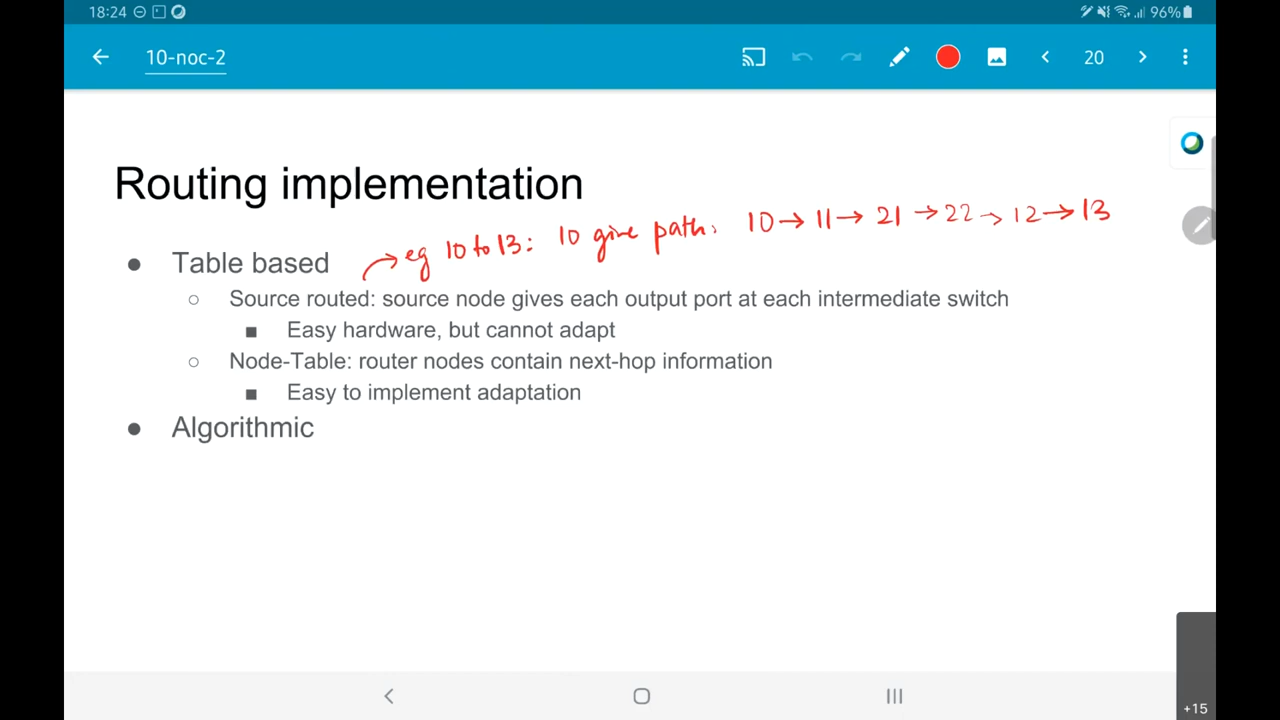 18:24
96%
10-noc-2
20
Routing implementation
eg 10 to 13: 10 give path: 10 → 11 → 21 → 22 → 12 → 13
● Table based
○ Source routed: source node gives each output port at each intermediate switch
■ Easy hardware, but cannot adapt
○ Node-Table: router nodes contain next-hop information
■ Easy to implement adaptation
● Algorithmic
+15